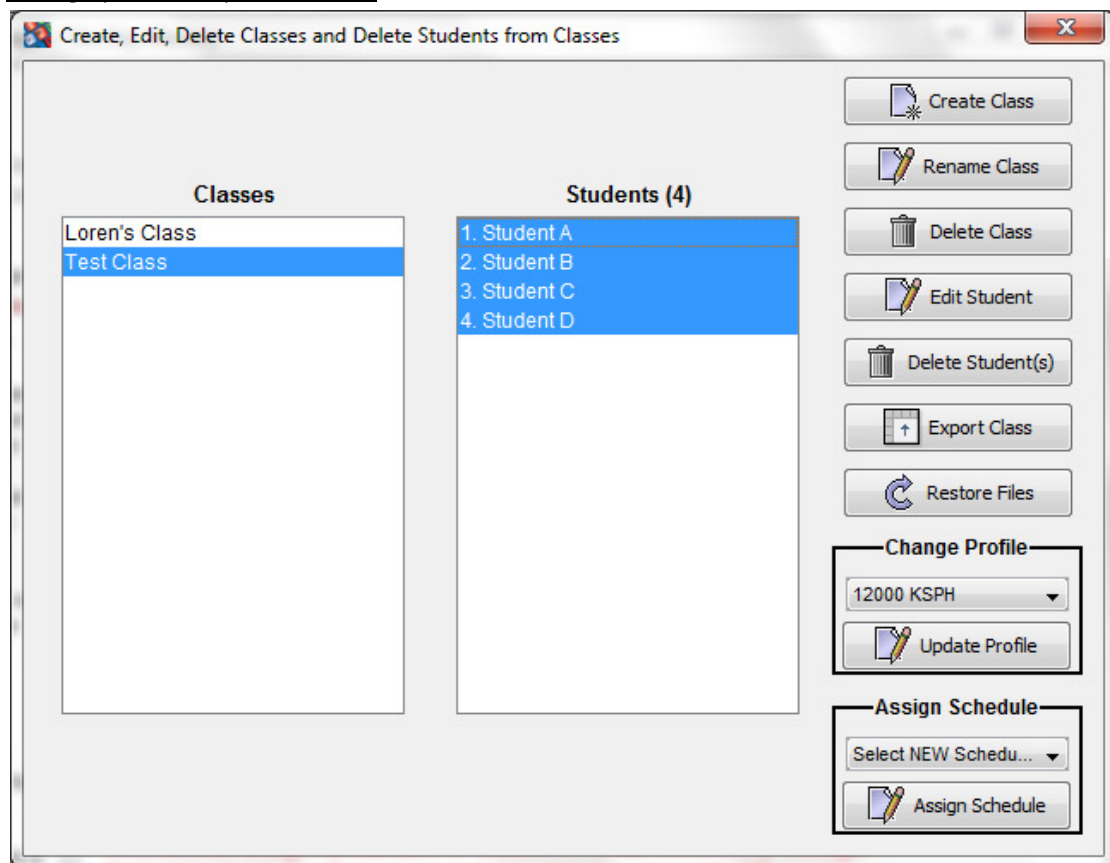 Create, Edit, Delete Classes and Delete Students from Classes
Create Class
Rename Class
Classes
Students (4)
Loren's Class
Test Class
1. Student A
2. Student B
3. Student C
4. Student D
Delete Class
Edit Student
Delete Student(s)
Export Class
Restore Files
Change Profile
12000 KSPH
Update Profile
Assign Schedule
Select NEW Schedu...
Assign Schedule